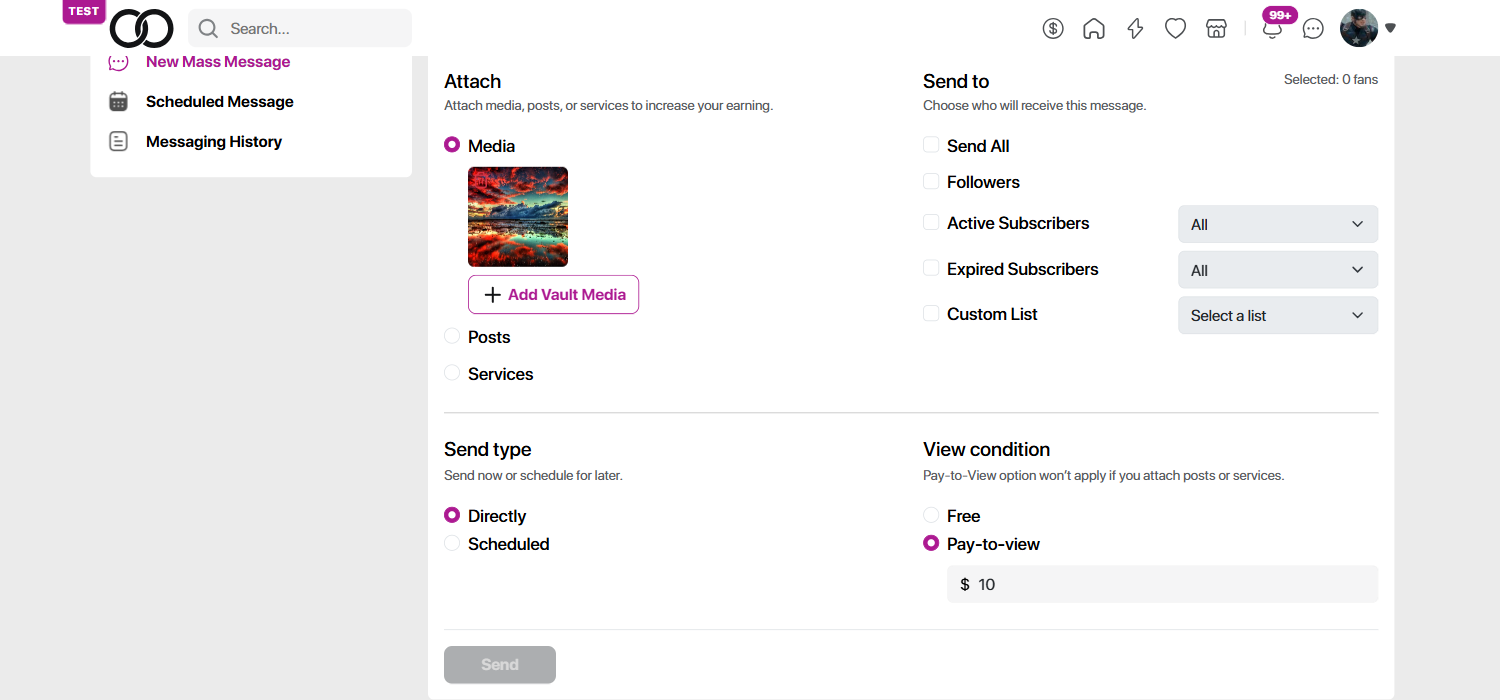 TEST
Search...
99+
New Mass Message
Scheduled Message
Messaging History
Attach
Attach media, posts, or services to increase your earning.
Media
Add Vault Media
Posts
Services
Send to
Selected: 0 fans
Choose who will receive this message.
Send All
Followers
Active Subscribers
All
Expired Subscribers
All
Custom List
Select a list
Send type
Send now or schedule for later.
Directly
Scheduled
View condition
Pay-to-View option won’t apply if you attach posts or services.
Free
Pay-to-view
$ 10
Send